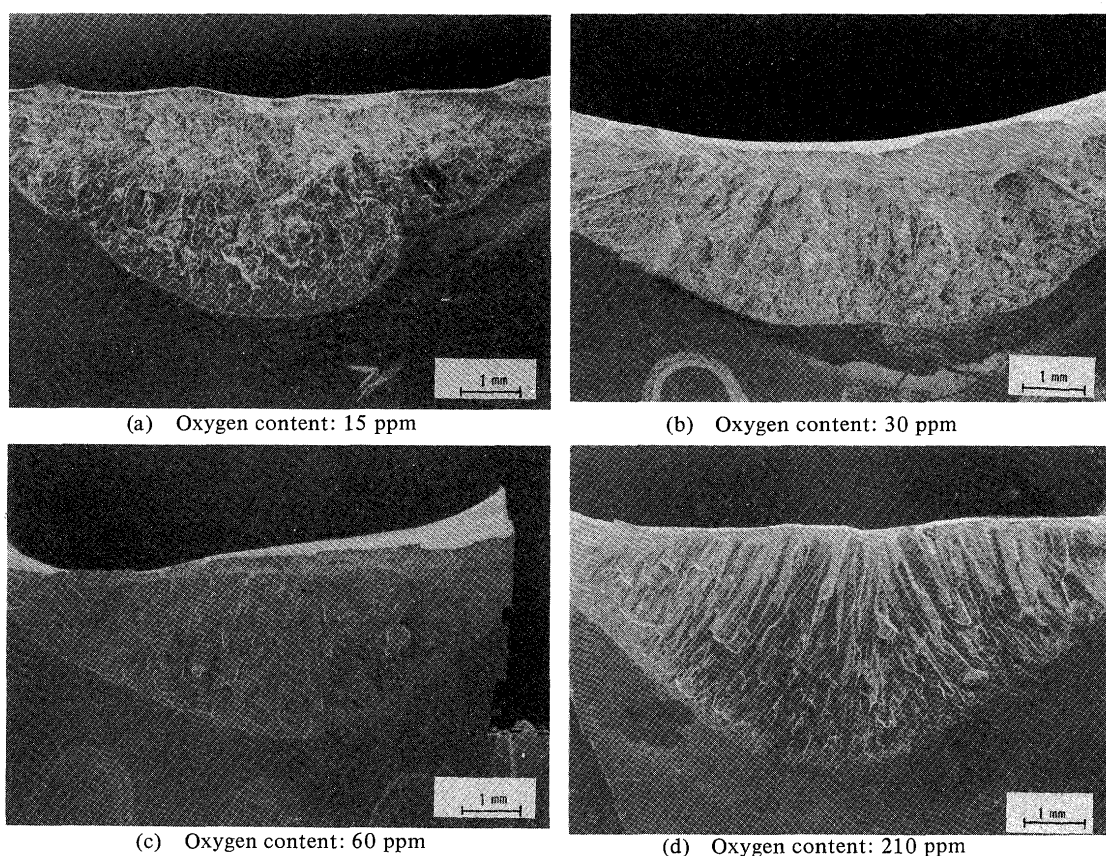 1 mm
1 mm
(a) Oxygen content: 15 ppm
(b) Oxygen content: 30 ppm
1 mm
1 mm
(c) Oxygen content: 60 ppm
(d) Oxygen content: 210 ppm